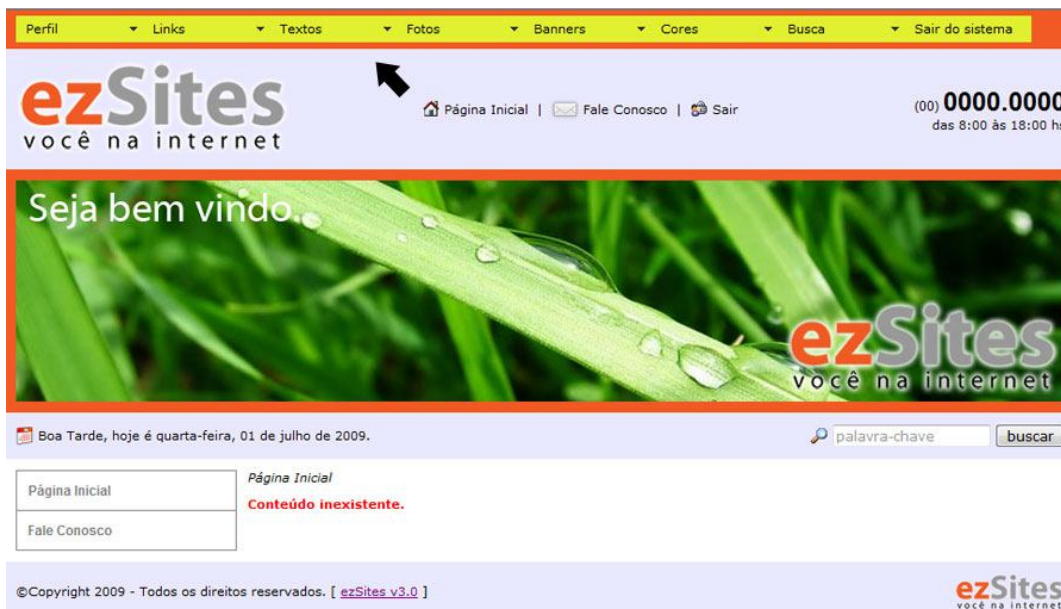 Perfil Links Textos Fotos Banners Cores Busca Sair do sistema
ezSites
você na internet
Página Inicial | Fale Conosco | Sair
(00) 0000.0000
das 8:00 às 18:00 hs
Seja bem vindo.
ezSites
você na internet
Boa Tarde, hoje é quarta-feira, 01 de julho de 2009.
palavra-chave buscar
Página Inicial
Fale Conosco
Página Inicial
Conteúdo inexistente.
©Copyright 2009 - Todos os direitos reservados. [ ezSites v3.0 ]
ezSites
você na internet